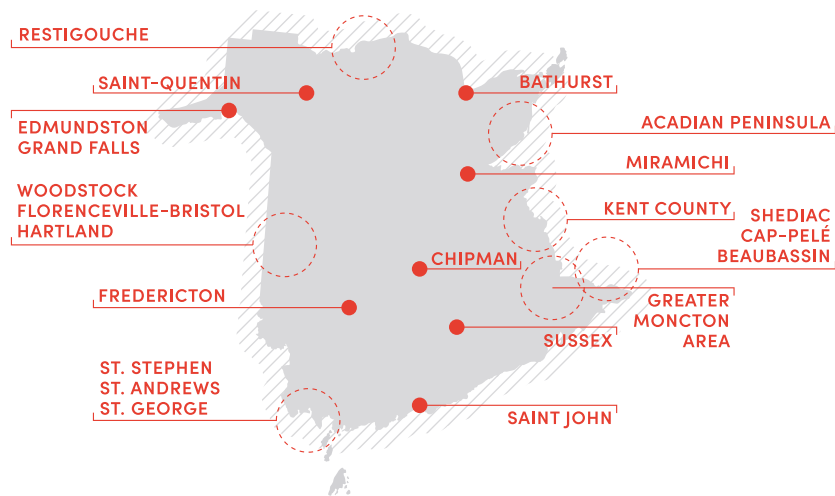 RESTIGOUCHE
SAINT-QUENTIN
EDMUNDSTON
GRAND FALLS
WOODSTOCK
FLORENCEVILLE-BRISTOL
HARTLAND
FREDERICTON
ST. STEPHEN
ST. ANDREWS
ST. GEORGE
BATHURST
ACADIAN PENINSULA
MIRAMICHI
KENT COUNTY
SHEDIAC
CAP-PELÉ
BEAUBASSIN
CHIPMAN
GREATER
MONCTON
AREA
SUSSEX
SAINT JOHN